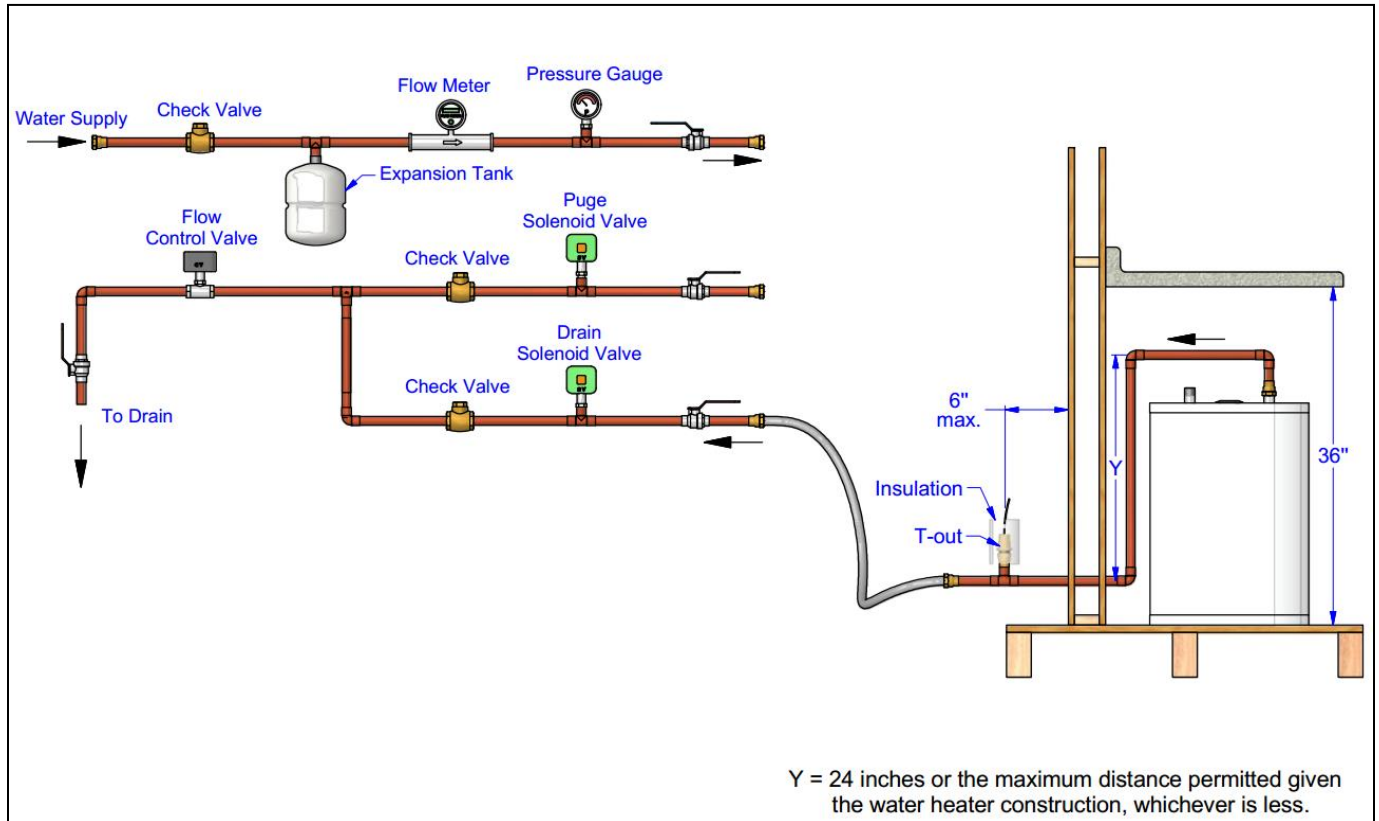 Water Supply
Check Valve
Flow Meter
Pressure Gauge
Expansion Tank
Flow
Control Valve
Check Valve
Puge
Solenoid Valve
Drain
Solenoid Valve
Check Valve
To Drain
6"
max.
Insulation
T-out
Y
36"
Y = 24 inches or the maximum distance permitted given
the water heater construction, whichever is less.